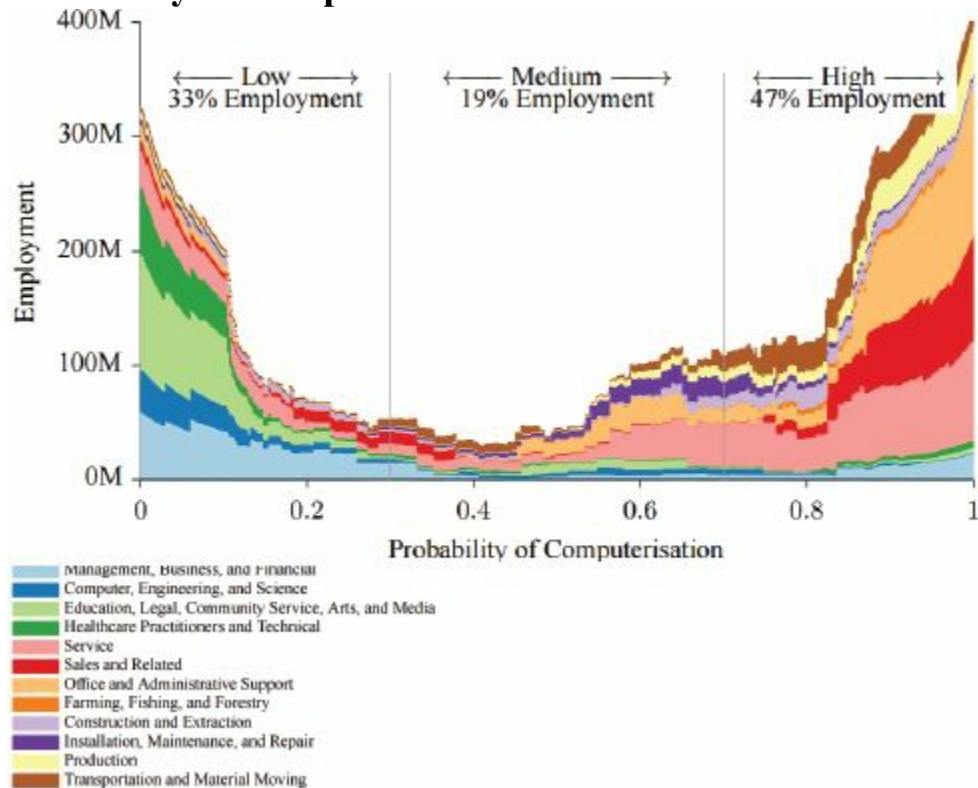 400M
Low
33% Employment
Medium
19% Employment
High
47% Employment
300M
200M
100M
0M
Employment
0
0.2
0.4
0.6
0.8
1
Probability of Computerisation
Management, Business, and Financial
Computer, Engineering, and Science
Education, Legal, Community Service, Arts, and Media
Healthcare Practitioners and Technical
Service
Sales and Related
Office and Administrative Support
Farming, Fishing, and Forestry
Construction and Extraction
Installation, Maintenance, and Repair
Production
Transportation and Material Moving